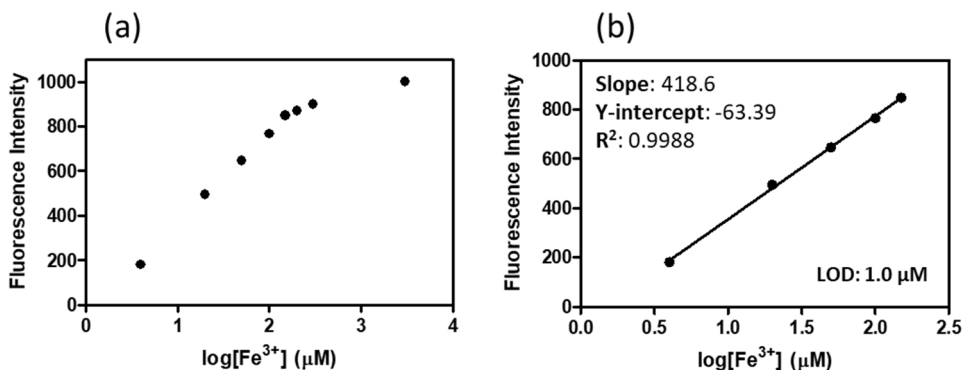 (a)
Fluorescence Intensity
1000
800
600
400
200
0
0 1 2 3 4
log[Fe³⁺] (μM)
(b)
Fluorescence Intensity
1000
800
600
400
200
0
Slope: 418.6
Y-intercept: -63.39
R²: 0.9988
LOD: 1.0 μM
0.0 0.5 1.0 1.5 2.0 2.5
log[Fe³⁺] (μM)